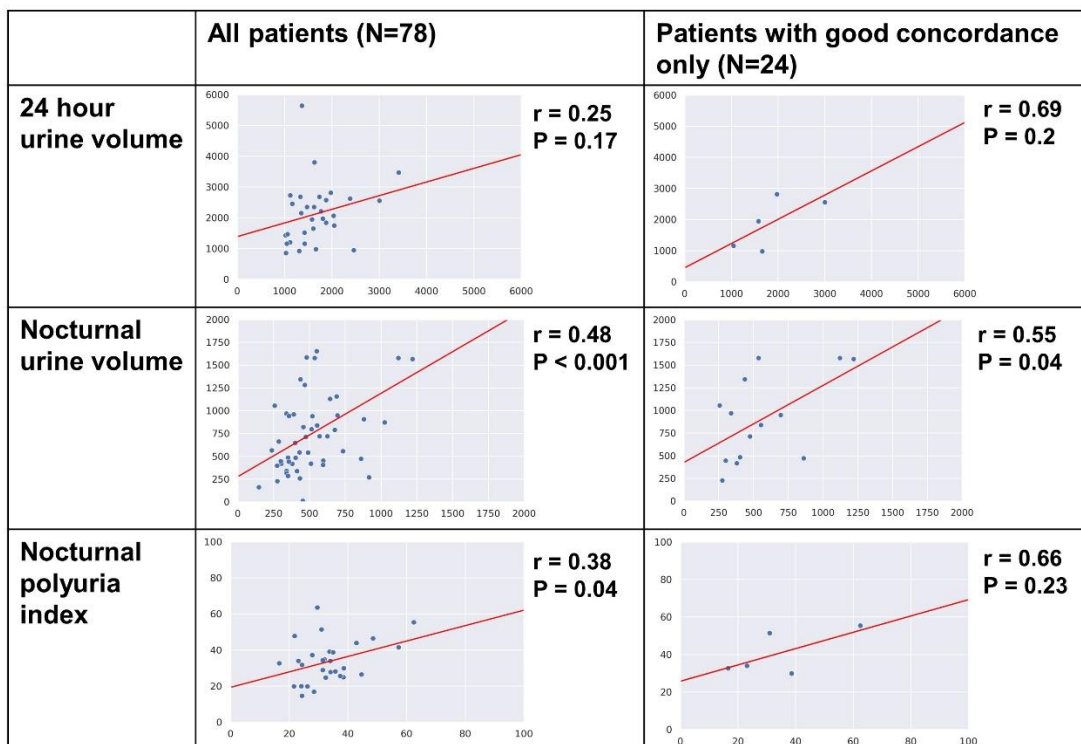 All patients (N=78)
Patients with good concordance
only (N=24)
24 hour
urine volume
6000
5000
4000
3000
2000
1000
0
0 1000 2000 3000 4000 5000 6000
r = 0.25
P = 0.17
6000
5000
4000
3000
2000
1000
0
0 1000 2000 3000 4000 5000 6000
r = 0.69
P = 0.2
Nocturnal
urine volume
2000
1750
1500
1250
1000
750
500
250
0
0 250 500 750 1000 1250 1500 1750 2000
r = 0.48
P < 0.001
2000
1750
1500
1250
1000
750
500
250
0
0 250 500 750 1000 1250 1500 1750 2000
r = 0.55
P = 0.04
Nocturnal
polyuria
index
100
80
60
40
20
0
0 20 40 60 80 100
r = 0.38
P = 0.04
100
80
60
40
20
0
0 20 40 60 80 100
r = 0.66
P = 0.23